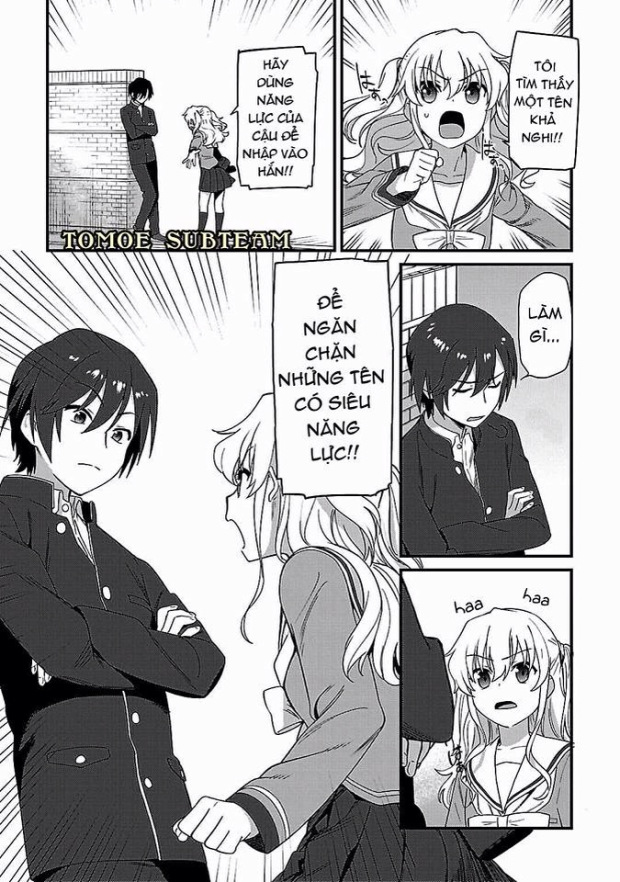 TÔI
TÌM THẤY
MỘT TÊN
KHẢ
NGHI!!
HÃY
DÙNG
NĂNG
LỰC CỦA
CẬU ĐỂ
NHẬP VÀO
HẮN!!
TOMOE SUBTEAM
LÀM
GÌ...
ĐỂ
NGĂN
CHẶN
NHỮNG TÊN
CÓ SIÊU
NĂNG
LỰC!!
haa
haa